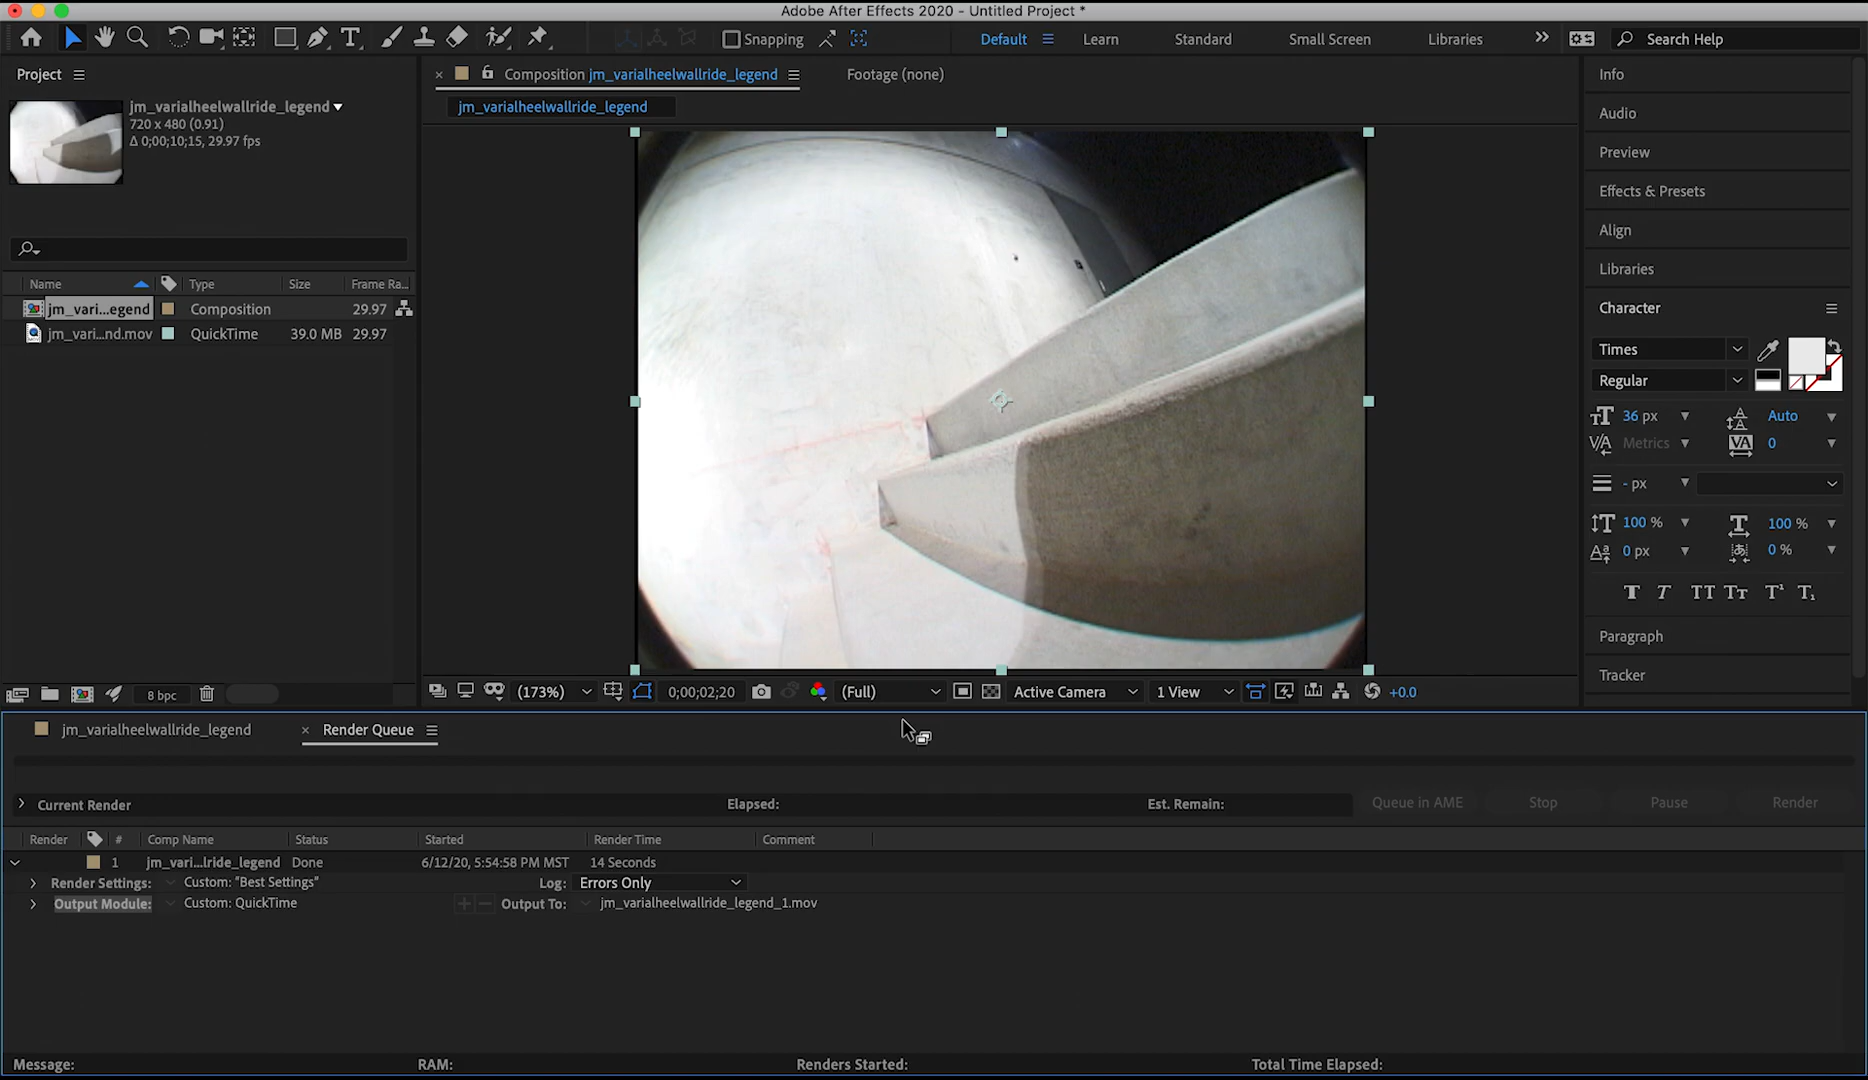 Adobe After Effects 2020 - Untitled Project *
Snapping
Default
Learn
Standard
Small Screen
Libraries
Search Help
Project
jm_varialheelwallride_legend
720 x 480 (0.91)
Δ 0;00;10;15, 29.97 fps
Name
Type
Size
Frame Ra...
jm_vari...egend
Composition
29.97
jm_vari...nd.mov
QuickTime
39.0 MB
29.97
8 bpc
Composition jm_varialheelwallride_legend
Footage (none)
jm_varialheelwallride_legend
(173%)
0;00;02;20
(Full)
Active Camera
1 View
+0.0
Info
Audio
Preview
Effects & Presets
Align
Libraries
Character
Times
Regular
36 px
Auto
Metrics
0
- px
100 %
100 %
0 px
0 %
T T TT TT T¹ T₁
Paragraph
Tracker
jm_varialheelwallride_legend
Render Queue
Current Render
Elapsed:
Est. Remain:
Queue in AME
Stop
Pause
Render
Render
#
Comp Name
Status
Started
Render Time
Comment
1
jm_vari...lride_legend
Done
6/12/20, 5:54:58 PM MST
14 Seconds
Render Settings:
Custom: "Best Settings"
Log:
Errors Only
Output Module:
Custom: QuickTime
Output To:
jm_varialheelwallride_legend_1.mov
Message:
RAM:
Renders Started:
Total Time Elapsed: